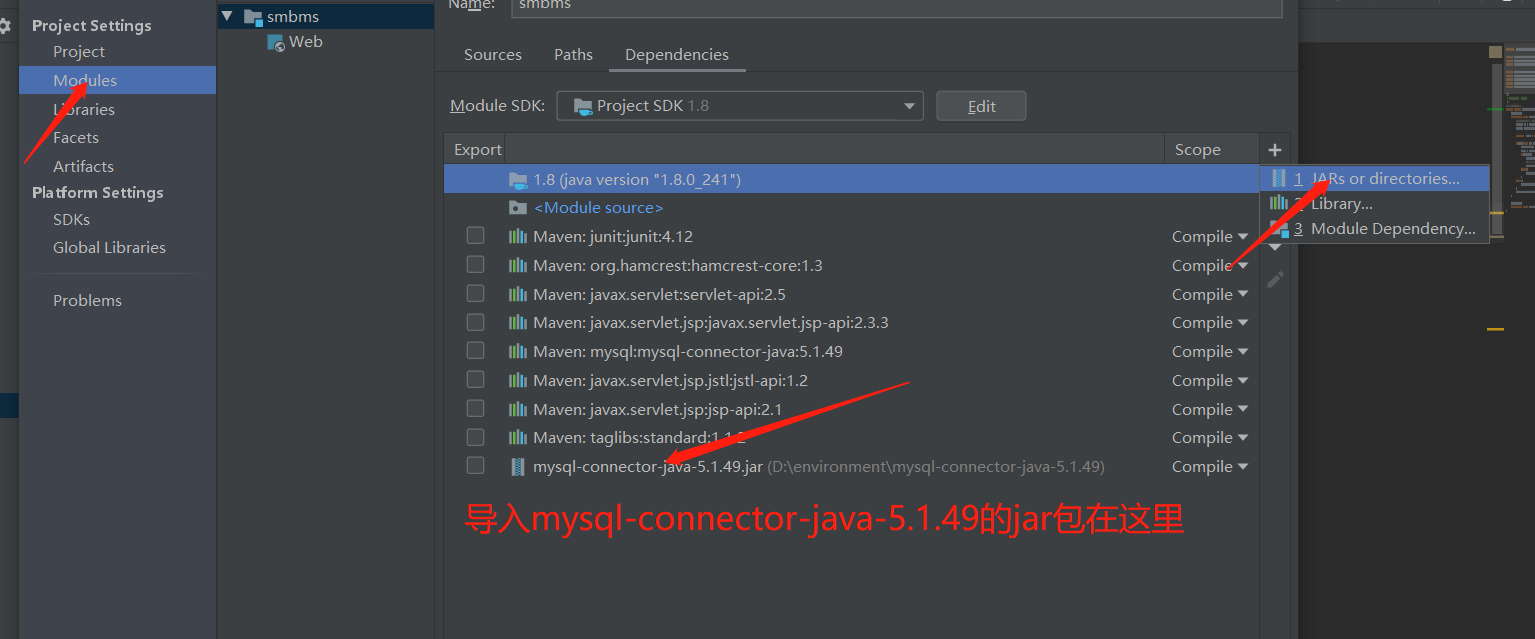 Name:
smbms
Project Settings
Project
Modules
Libraries
Facets
Artifacts
Platform Settings
SDKs
Global Libraries
Problems
smbms
Web
Sources Paths Dependencies
Module SDK: Project SDK 1.8 Edit
Export Scope
1.8 (java version "1.8.0_241")
<Module source>
Maven: junit:junit:4.12 Compile
Maven: org.hamcrest:hamcrest-core:1.3 Compile
Maven: javax.servlet:servlet-api:2.5 Compile
Maven: javax.servlet.jsp:javax.servlet.jsp-api:2.3.3 Compile
Maven: mysql:mysql-connector-java:5.1.49 Compile
Maven: javax.servlet.jsp.jstl:jstl-api:1.2 Compile
Maven: javax.servlet.jsp:jsp-api:2.1 Compile
Maven: taglibs:standard:1.1.2 Compile
mysql-connector-java-5.1.49.jar (D:\environment\mysql-connector-java-5.1.49) Compile
1 JARs or directories...
2 Library...
3 Module Dependency...
导入mysql-connector-java-5.1.49的jar包在这里